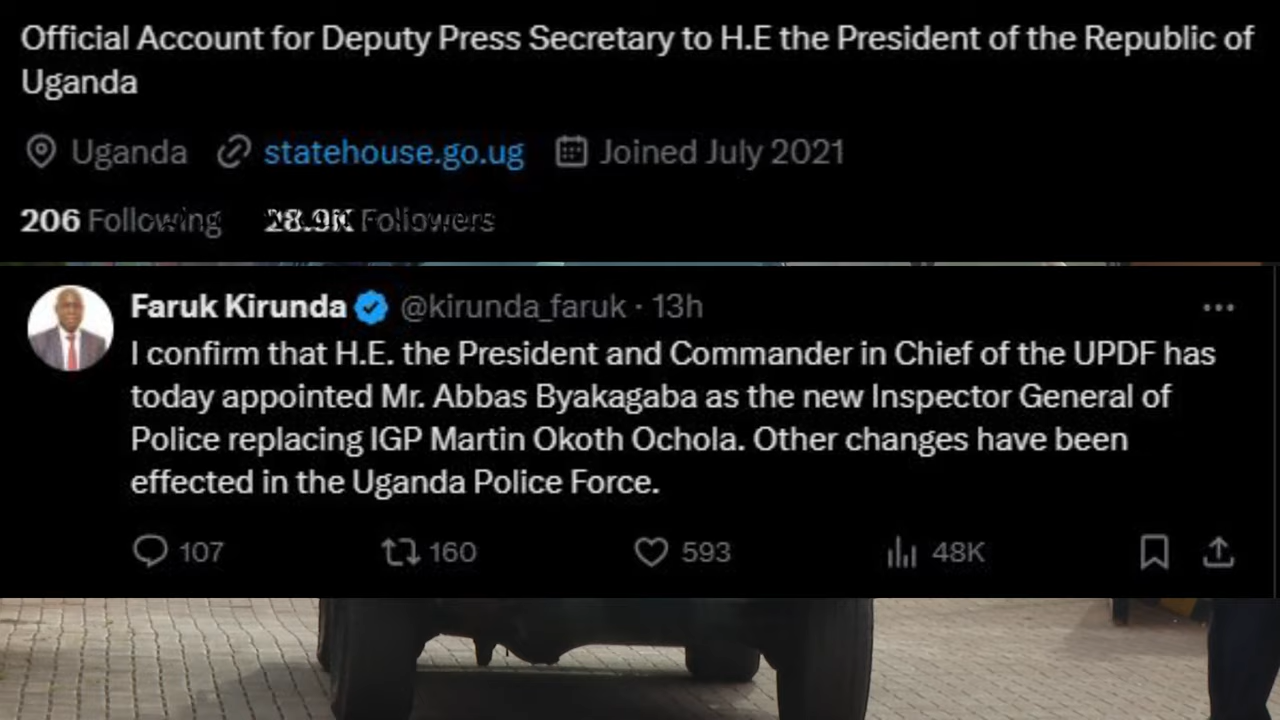 Official Account for Deputy Press Secretary to H.E the President of the Republic of
Uganda
Uganda statehouse.go.ug Joined July 2021
206 Following Followers
Faruk Kirunda @kirunda_faruk · 13h
I confirm that H.E. the President and Commander in Chief of the UPDF has
today appointed Mr. Abbas Byakagaba as the new Inspector General of
Police replacing IGP Martin Okoth Ochola. Other changes have been
effected in the Uganda Police Force.
107 160 593 48K